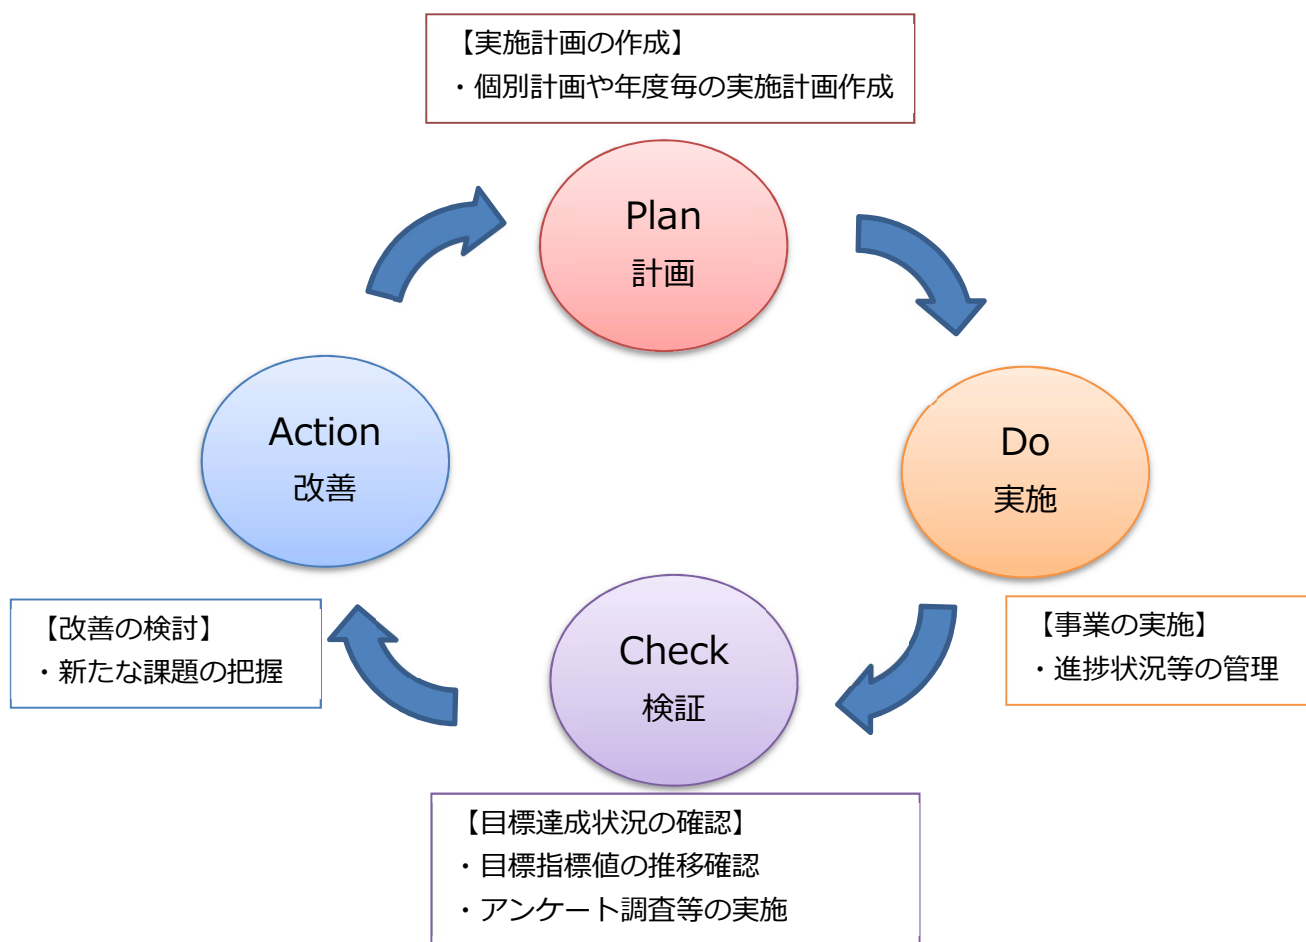 【実施計画の作成】
・個別計画や年度毎の実施計画作成
Plan
計画
Do
実施
【事業の実施】
・進捗状況等の管理
Check
検証
【目標達成状況の確認】
・目標指標値の推移確認
・アンケート調査等の実施
Action
改善
【改善の検討】
・新たな課題の把握